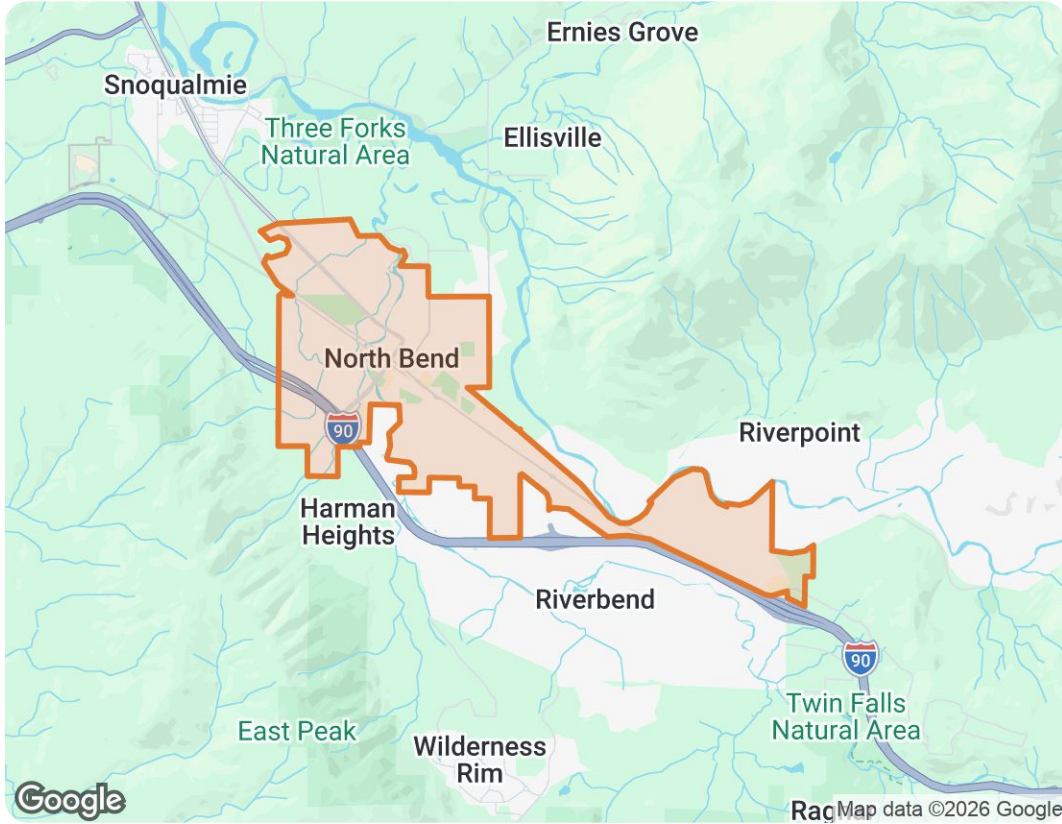 Ernies Grove
Snoqualmie
Three Forks
Natural Area
Ellisville
North Bend
90
Riverpoint
Harman
Heights
Riverbend
90
Twin Falls
Natural Area
East Peak
Wilderness
Rim
Google
Map data ©2026 Google